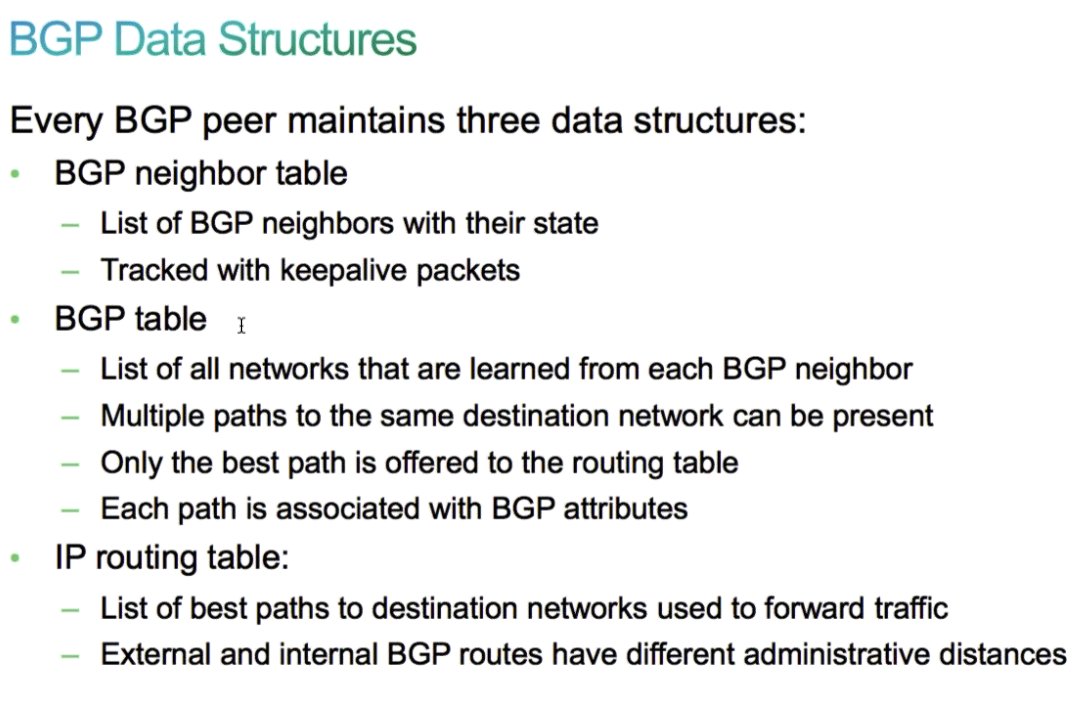 BGP Data Structures
Every BGP peer maintains three data structures:
• BGP neighbor table
– List of BGP neighbors with their state
– Tracked with keepalive packets
• BGP table
– List of all networks that are learned from each BGP neighbor
– Multiple paths to the same destination network can be present
– Only the best path is offered to the routing table
– Each path is associated with BGP attributes
• IP routing table:
– List of best paths to destination networks used to forward traffic
– External and internal BGP routes have different administrative distances